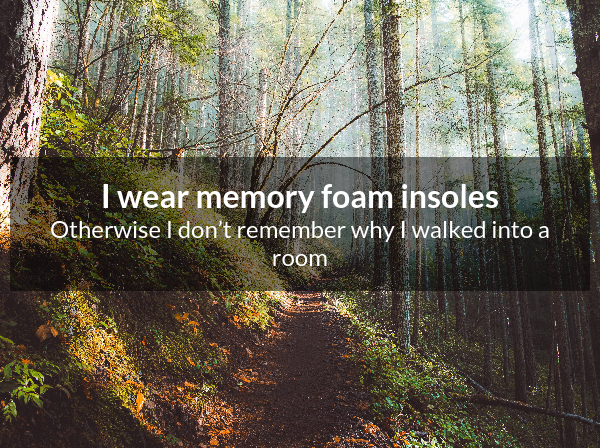 I wear memory foam insoles
Otherwise I don’t remember why I walked into a
room